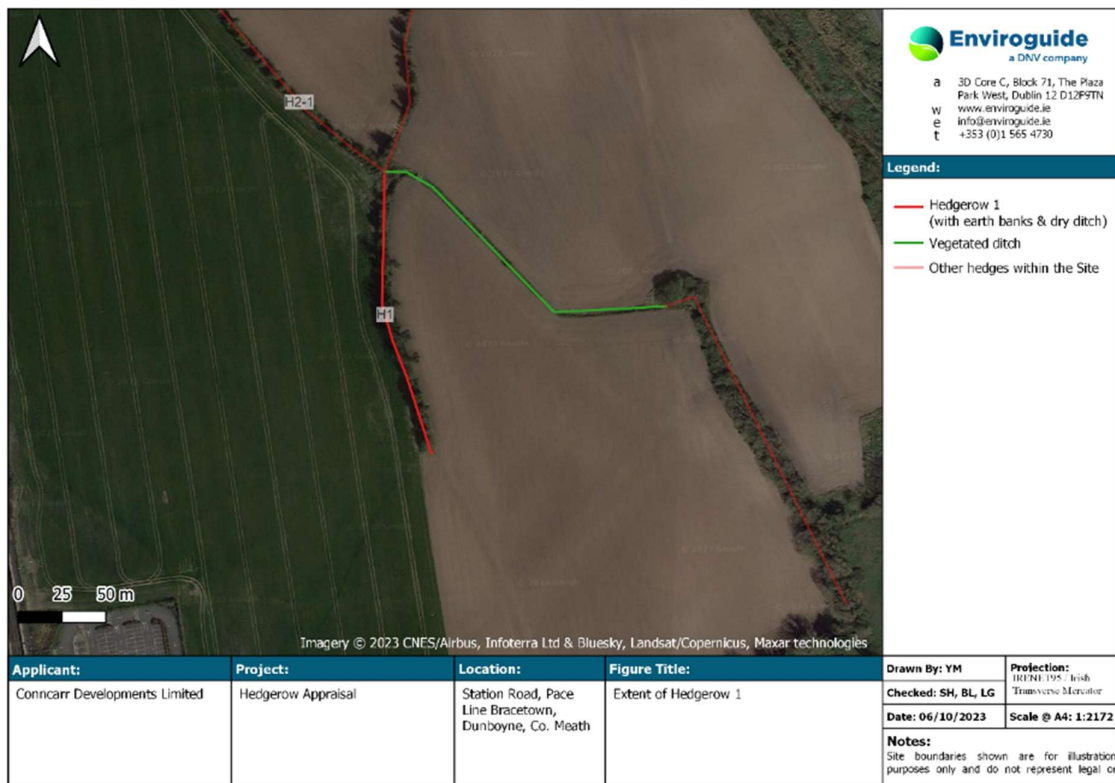 H2-1
H1
0 25 50 m
Imagery © 2023 CNES/Airbus, Infoterra Ltd & Bluesky, Landsat/Copernicus, Maxar technologies
Enviroguide
a DNV company
a 3D Core C, Block 71, The Plaza
Park West, Dublin 12 D12F9TN
w www.enviroguide.ie
e info@enviroguide.ie
t +353 (0)1 565 4730
Legend:
Hedgerow 1
(with earth banks & dry ditch)
Vegetated ditch
Other hedges within the Site
Applicant:
Conncarr Developments Limited
Project:
Hedgerow Appraisal
Location:
Station Road, Pace
Line Bracetown,
Dunboyne, Co. Meath
Figure Title:
Extent of Hedgerow 1
Drawn By: YM
Checked: SH, BL, LG
Date: 06/10/2023
Projection:
IRENET95 / Irish
Transverse Mercator
Scale @ A4: 1:2172
Notes:
Site boundaries shown are for illustration
purposes only and do not represent legal or